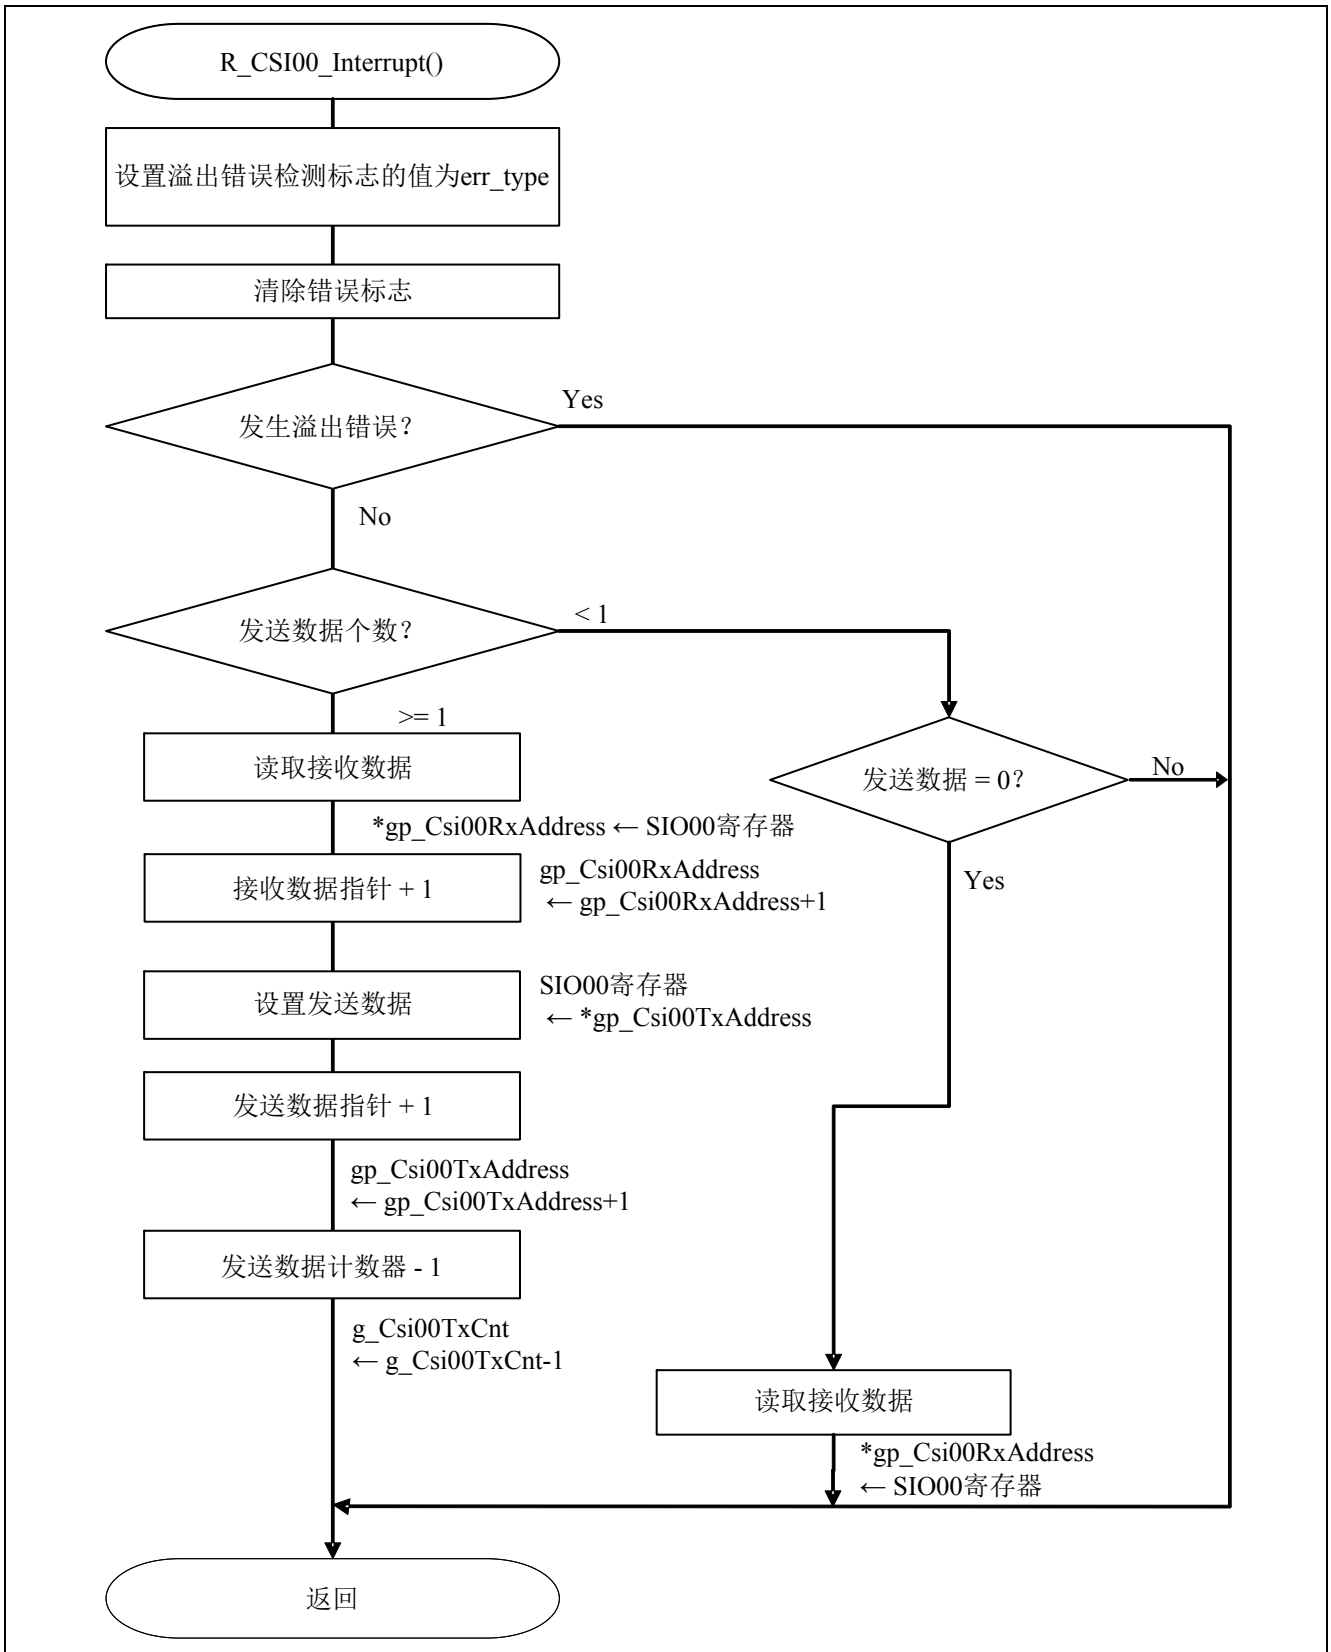 R_CSI00_Interrupt()
设置溢出错误检测标志的值为err_type
清除错误标志
发生溢出错误？
Yes
No
发送数据个数？
< 1
>= 1
读取接收数据
*gp_Csi00RxAddress ← SIO00寄存器
接收数据指针 + 1
gp_Csi00RxAddress
← gp_Csi00RxAddress+1
设置发送数据
SIO00寄存器
← *gp_Csi00TxAddress
发送数据指针 + 1
gp_Csi00TxAddress
← gp_Csi00TxAddress+1
发送数据计数器 - 1
g_Csi00TxCnt
← g_Csi00TxCnt-1
发送数据 = 0？
No
Yes
读取接收数据
*gp_Csi00RxAddress
← SIO00寄存器
返回